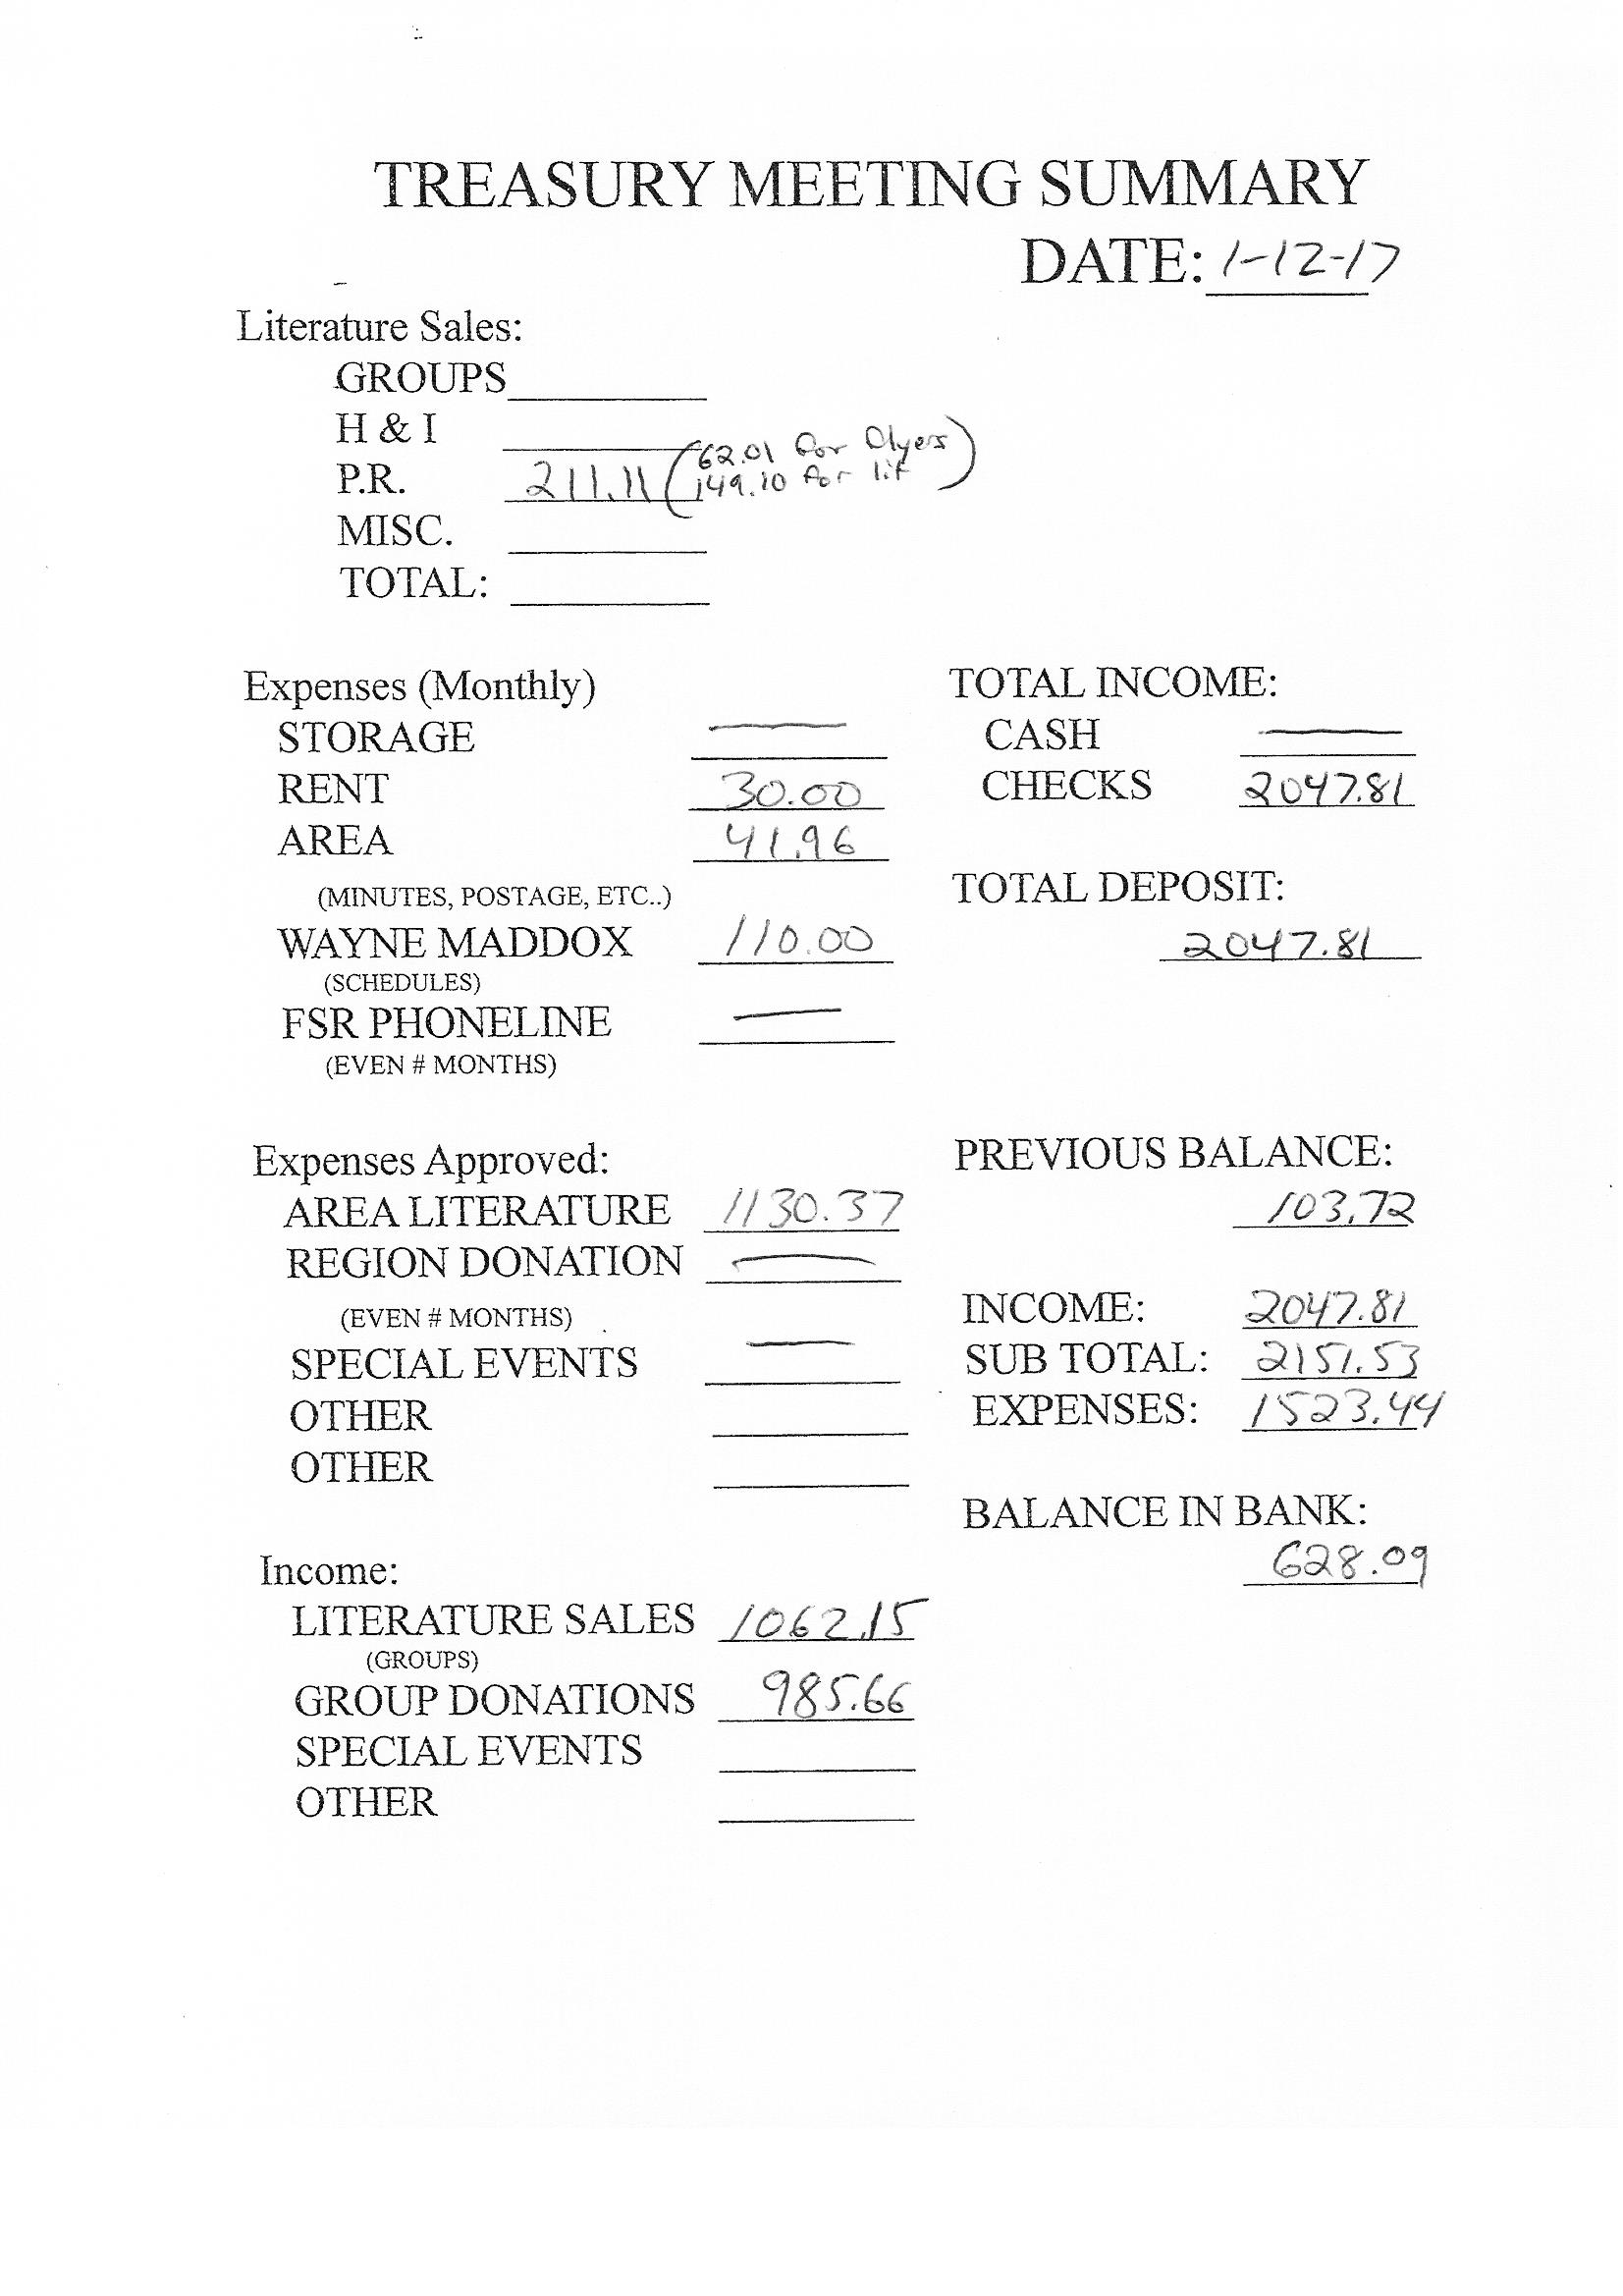 TREASURY MEETING SUMMARY
DATE: 1-12-17
Literature Sales:
GROUPS
H & I
P.R. 211.11 (62.01 for flyers
149.10 for lit)
MISC.
TOTAL:
Expenses (Monthly)
STORAGE —
RENT 30.00
AREA 41.96
(MINUTES, POSTAGE, ETC..)
WAYNE MADDOX 110.00
(SCHEDULES)
FSR PHONELINE —
(EVEN # MONTHS)
TOTAL INCOME:
CASH —
CHECKS 2047.81
TOTAL DEPOSIT:
2047.81
Expenses Approved:
AREA LITERATURE 1130.37
REGION DONATION —
(EVEN # MONTHS)
SPECIAL EVENTS —
OTHER
OTHER
PREVIOUS BALANCE:
103.72
INCOME: 2047.81
SUB TOTAL: 2151.53
EXPENSES: 1523.44
BALANCE IN BANK:
628.09
Income:
LITERATURE SALES 1062.15
(GROUPS)
GROUP DONATIONS 985.66
SPECIAL EVENTS
OTHER